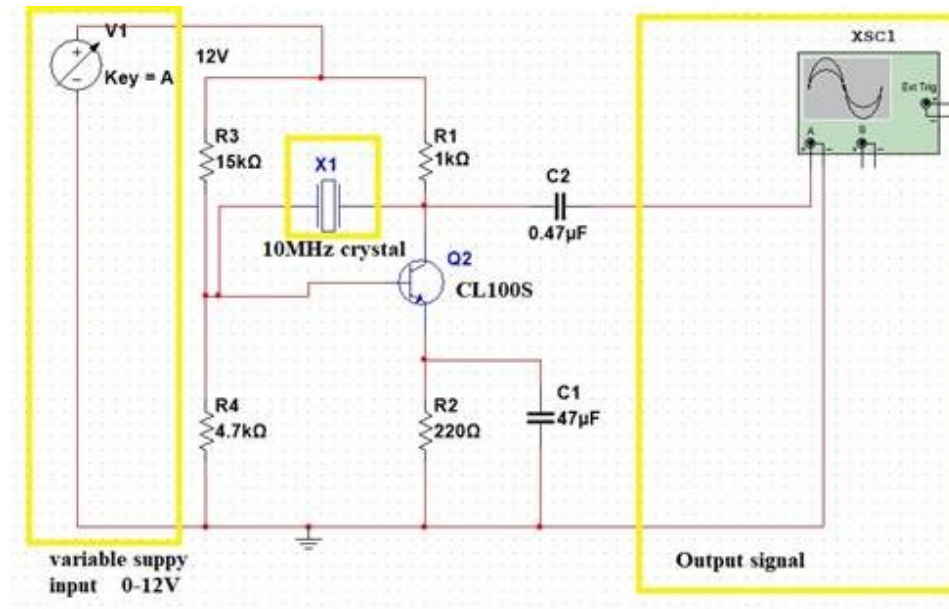 V1
Key = A
12V
R3
15kΩ
X1
10MHz crystal
R1
1kΩ
C2
0.47µF
Q2
CL100S
R4
4.7kΩ
R2
220Ω
C1
47µF
XSC1
Ext Trig
A
B
variable suppy
input 0-12V
Output signal